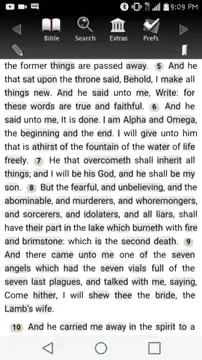 9:09 PM
Bible Search Extras Prefs
the former things are passed away. 5 And he
that sat upon the throne said, Behold, I make all
things new. And he said unto me, Write: for
these words are true and faithful. 6 And he
said unto me, It is done. I am Alpha and Omega,
the beginning and the end. I will give unto him
that is athirst of the fountain of the water of life
freely. 7 He that overcometh shall inherit all
things; and I will be his God, and he shall be my
son. 8 But the fearful, and unbelieving, and the
abominable, and murderers, and whoremongers,
and sorcerers, and idolaters, and all liars, shall
have their part in the lake which burneth with fire
and brimstone: which is the second death. 9
And there came unto me one of the seven
angels which had the seven vials full of the
seven last plagues, and talked with me, saying,
Come hither, I will shew thee the bride, the
Lamb's wife.
10 And he carried me away in the spirit to a